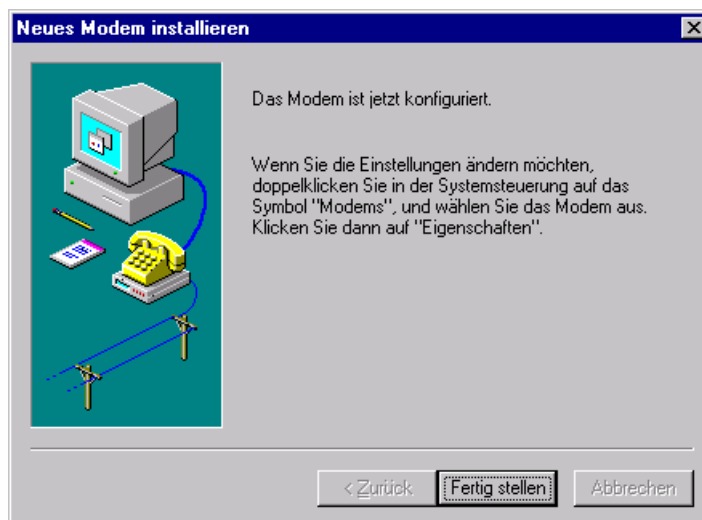 Neues Modem installieren
Das Modem ist jetzt konfiguriert.
Wenn Sie die Einstellungen ändern möchten,
doppelklicken Sie in der Systemsteuerung auf das
Symbol "Modems", und wählen Sie das Modem aus.
Klicken Sie dann auf "Eigenschaften".
< Zurück
Fertig stellen
Abbrechen